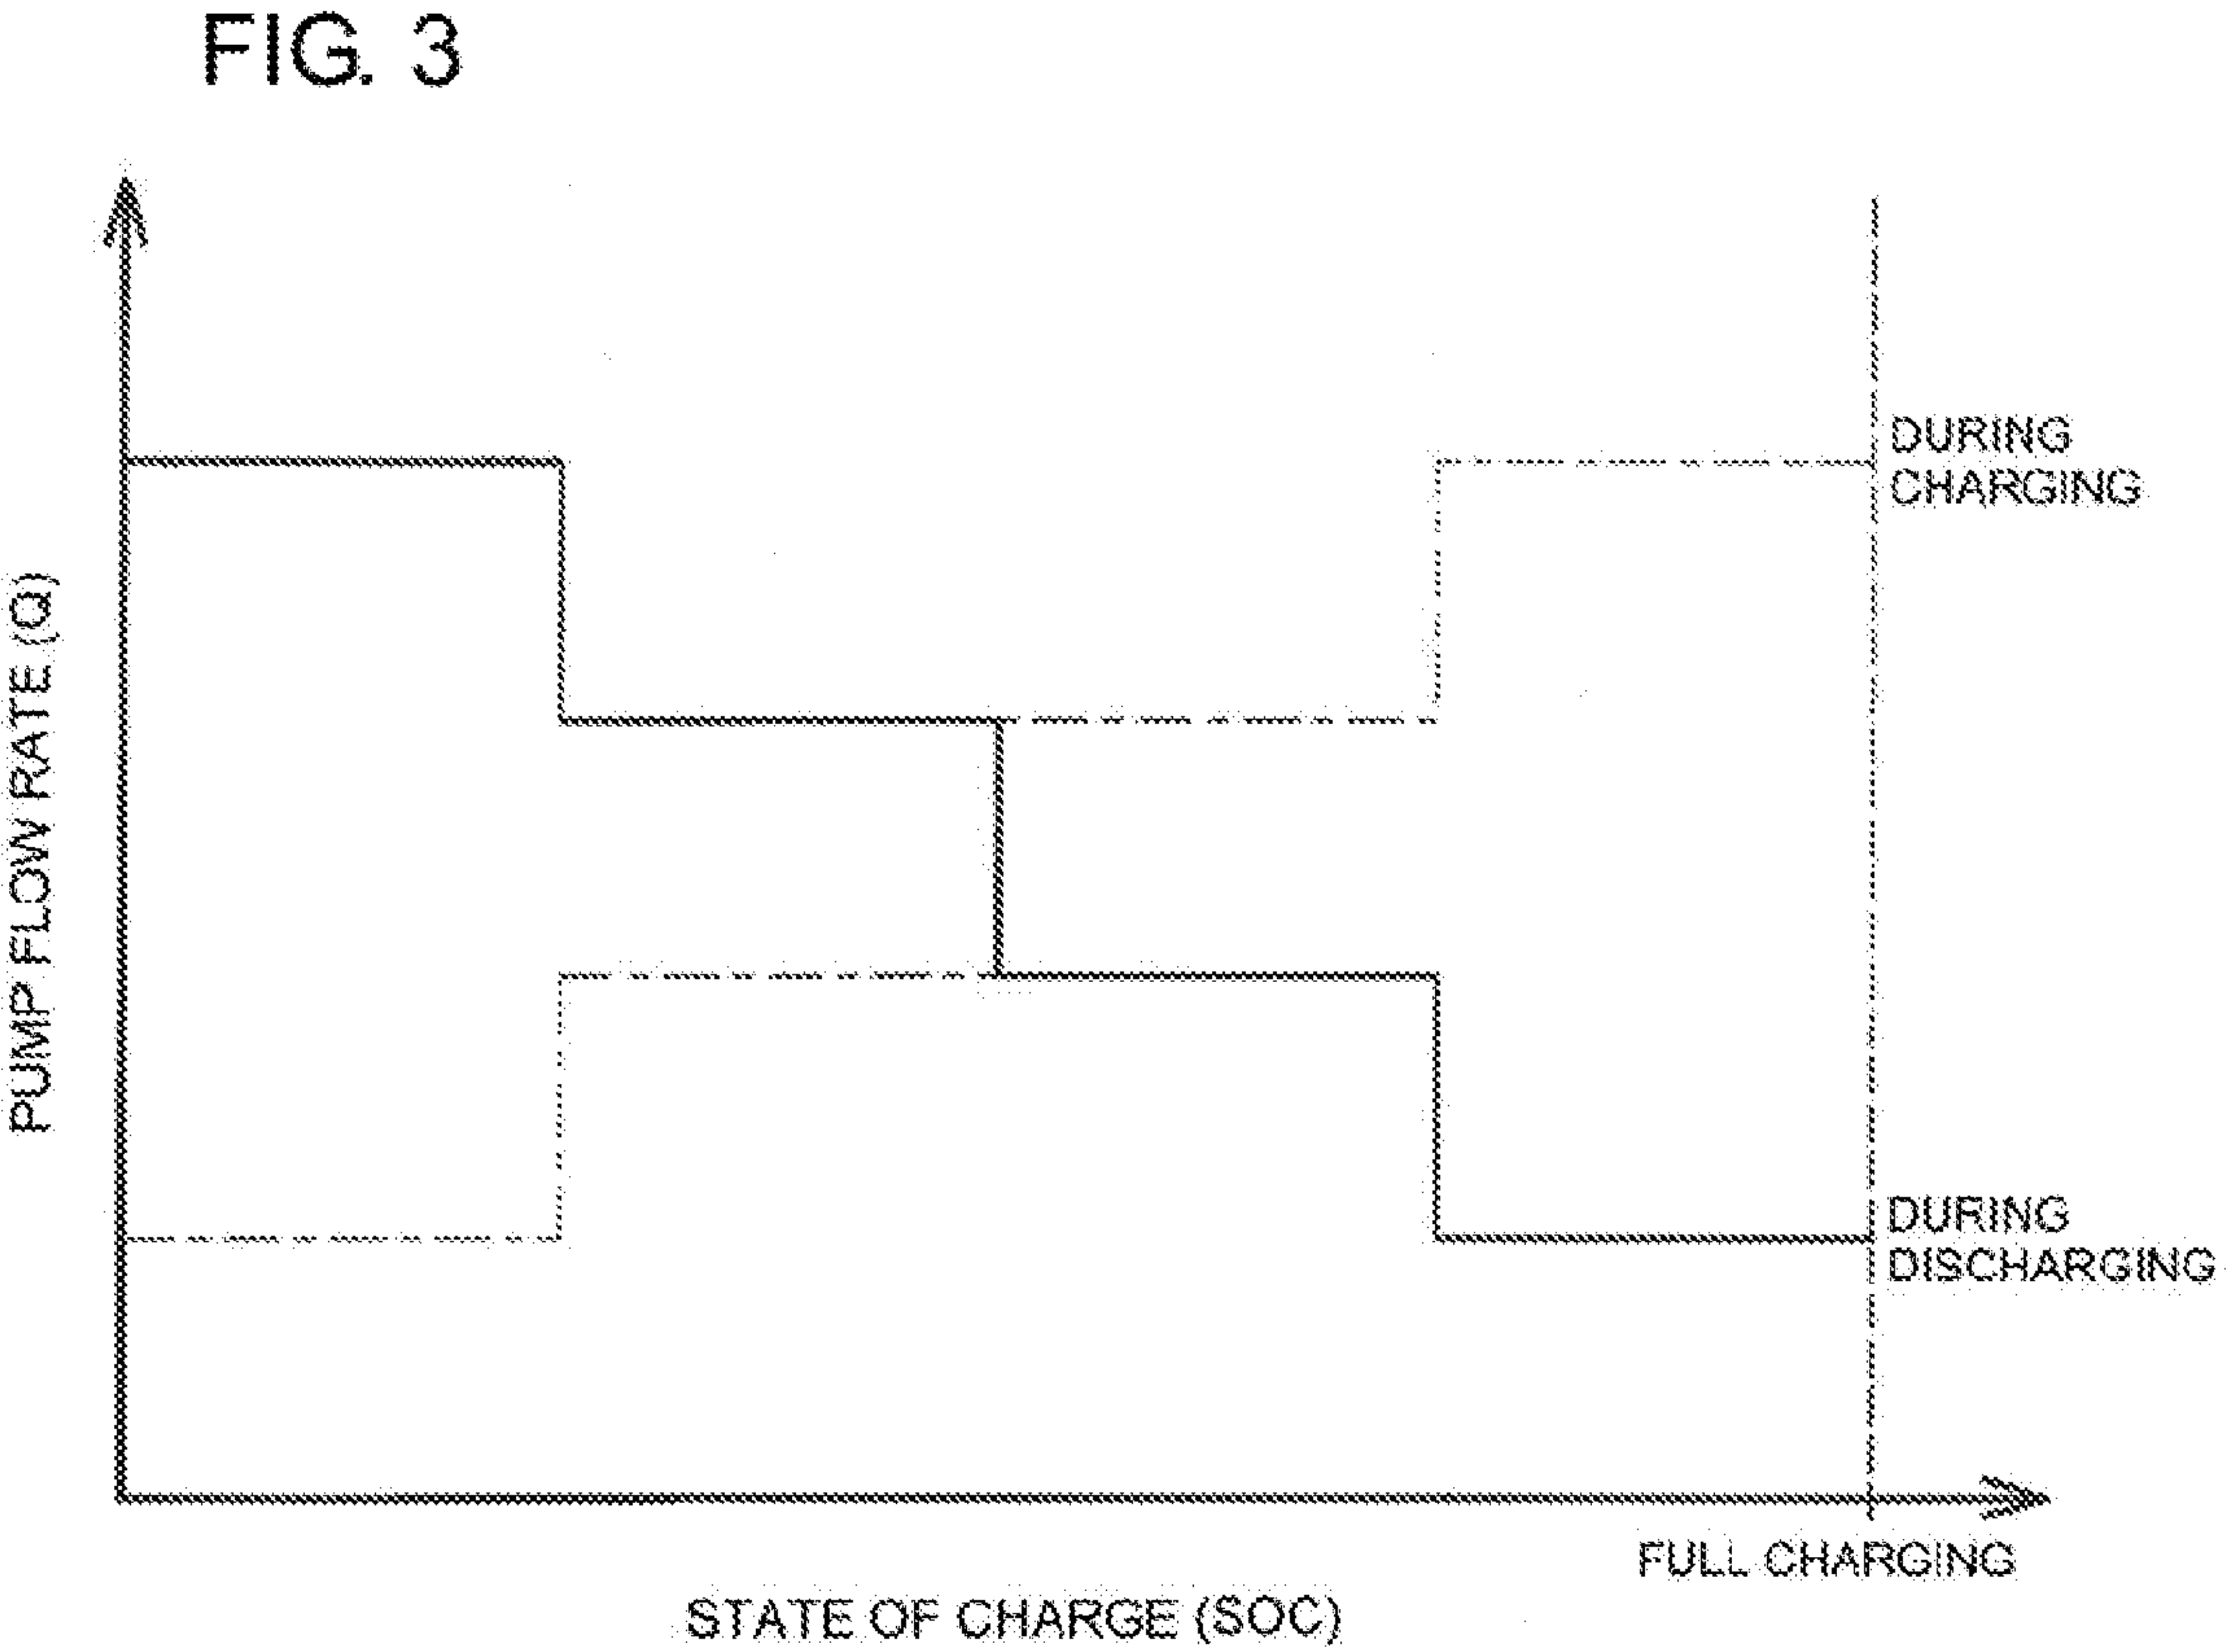 FIG. 3
PUMP FLOW RATE (Q)
DURING
CHARGING
DURING
DISCHARGING
FULL CHARGING
STATE OF CHARGE (SOC)